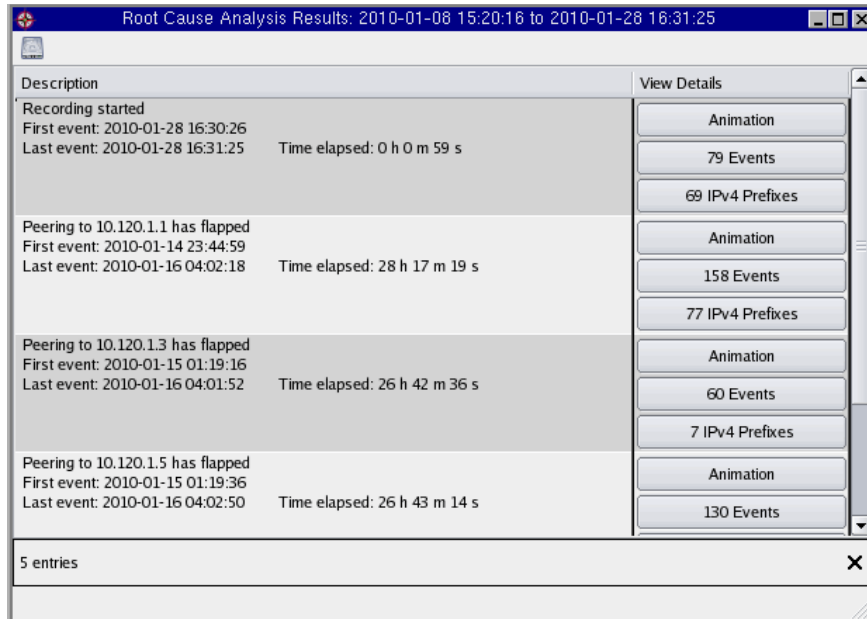 Root Cause Analysis Results: 2010-01-08 15:20:16 to 2010-01-28 16:31:25
Description View Details
Recording started
First event: 2010-01-28 16:30:26
Last event: 2010-01-28 16:31:25 Time elapsed: 0 h 0 m 59 s
Animation
79 Events
69 IPv4 Prefixes
Peering to 10.120.1.1 has flapped
First event: 2010-01-14 23:44:59
Last event: 2010-01-16 04:02:18 Time elapsed: 28 h 17 m 19 s
Animation
158 Events
77 IPv4 Prefixes
Peering to 10.120.1.3 has flapped
First event: 2010-01-15 01:19:16
Last event: 2010-01-16 04:01:52 Time elapsed: 26 h 42 m 36 s
Animation
60 Events
7 IPv4 Prefixes
Peering to 10.120.1.5 has flapped
First event: 2010-01-15 01:19:36
Last event: 2010-01-16 04:02:50 Time elapsed: 26 h 43 m 14 s
Animation
130 Events
5 entries